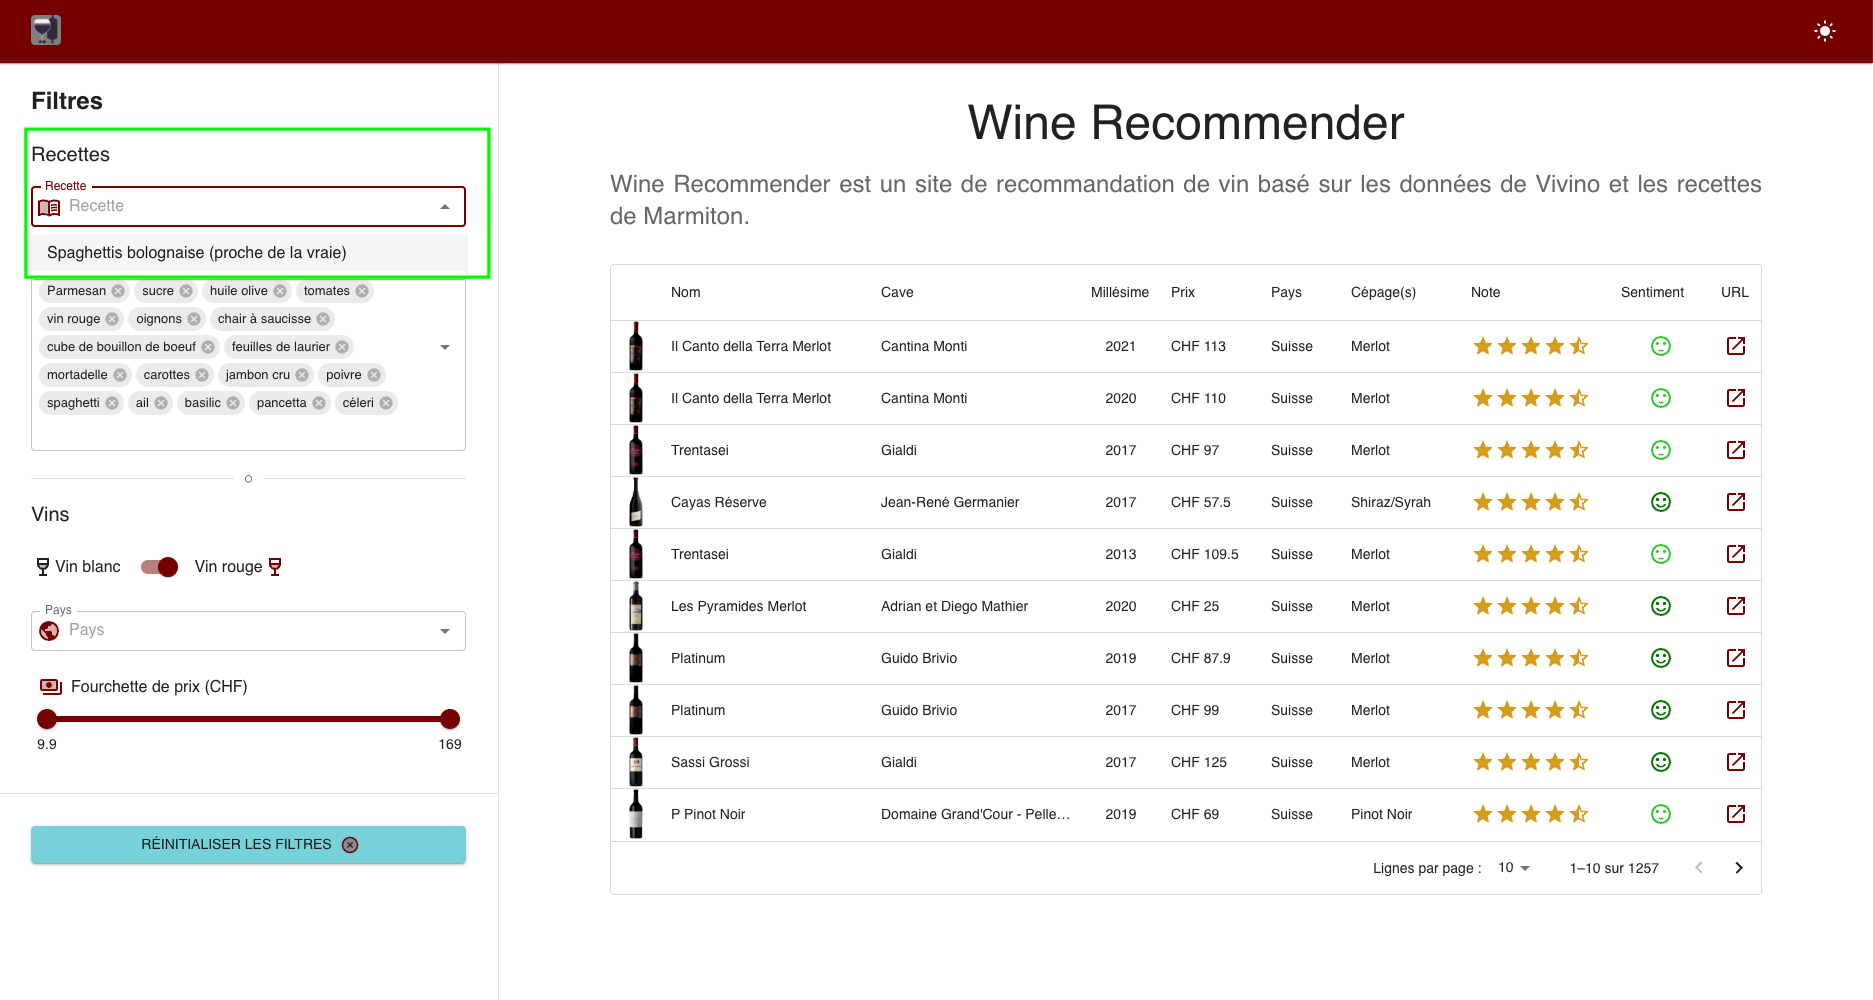 Filtres
Recettes
Recette
Recette
Spaghettis bolognaise (proche de la vraie)
Parmesan sucre huile olive tomates
vin rouge oignons chair à saucisse
cube de bouillon de boeuf feuilles de laurier
mortadelle carottes jambon cru poivre
spaghetti ail basilic pancetta céleri
Vins
Vin blanc Vin rouge
Pays
Pays
Fourchette de prix (CHF)
9.9 169
RÉINITIALISER LES FILTRES
Wine Recommender
Wine Recommender est un site de recommandation de vin basé sur les données de Vivino et les recettes
de Marmiton.
Nom Cave Millésime Prix Pays Cépage(s) Note Sentiment URL
Il Canto della Terra Merlot Cantina Monti 2021 CHF 113 Suisse Merlot
Il Canto della Terra Merlot Cantina Monti 2020 CHF 110 Suisse Merlot
Trentasei Gialdi 2017 CHF 97 Suisse Merlot
Cayas Réserve Jean-René Germanier 2017 CHF 57.5 Suisse Shiraz/Syrah
Trentasei Gialdi 2013 CHF 109.5 Suisse Merlot
Les Pyramides Merlot Adrian et Diego Mathier 2020 CHF 25 Suisse Merlot
Platinum Guido Brivio 2019 CHF 87.9 Suisse Merlot
Platinum Guido Brivio 2017 CHF 99 Suisse Merlot
Sassi Grossi Gialdi 2017 CHF 125 Suisse Merlot
P Pinot Noir Domaine Grand'Cour - Pelle… 2019 CHF 69 Suisse Pinot Noir
Lignes par page : 10 1–10 sur 1257